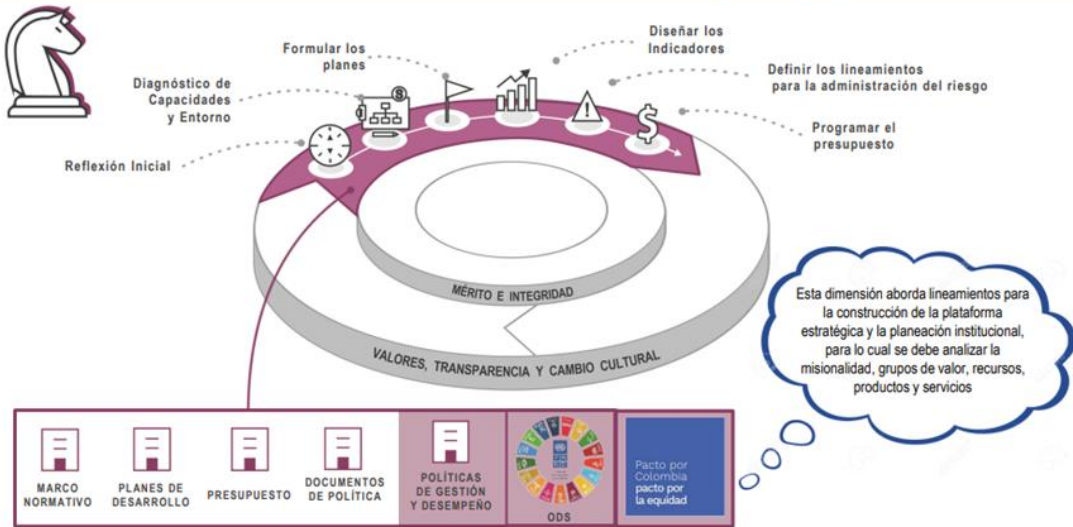 Diseñar los
Indicadores
Formular los
planes
Definir los lineamientos
para la administración del riesgo
Diagnóstico de
Capacidades
y Entorno
Programar el
presupuesto
Reflexión Inicial
MÉRITO E INTEGRIDAD
VALORES, TRANSPARENCIA Y CAMBIO CULTURAL
Esta dimensión aborda lineamientos para
la construcción de la plataforma
estratégica y la planeación institucional,
para lo cual se debe analizar la
misionalidad, grupos de valor, recursos,
productos y servicios
MARCO
NORMATIVO
PLANES DE
DESARROLLO
PRESUPUESTO
DOCUMENTOS
DE POLÍTICA
POLÍTICAS
DE GESTIÓN
Y DESEMPEÑO
ODS
Pacto por
Colombia
pacto por
la equidad